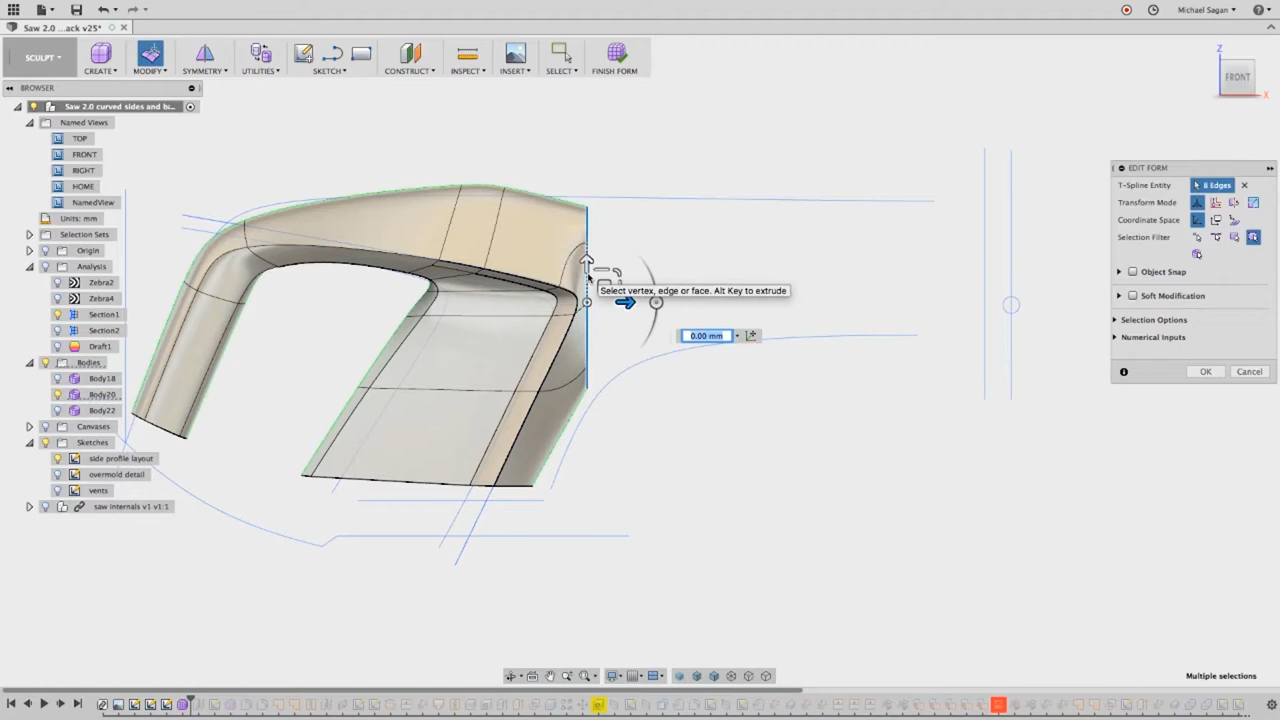 Michael Sagan
Saw 2.0 ...ack v25*
SCULPT
CREATE
MODIFY
SYMMETRY
UTILITIES
SKETCH
CONSTRUCT
INSPECT
INSERT
SELECT
FINISH FORM
BROWSER
Saw 2.0 curved sides and ba...
Named Views
TOP
FRONT
RIGHT
HOME
NamedView
Units: mm
Selection Sets
Origin
Analysis
Zebra2
Zebra4
Section1
Section2
Draft1
Bodies
Body18
Body20
Body22
Canvases
Sketches
side profile layout
overmold detail
vents
saw internals v1 v1:1
Z
FRONT
X
EDIT FORM
T-Spline Entity
8 Edges
Transform Mode
Coordinate Space
Selection Filter
Object Snap
Soft Modification
Selection Options
Numerical Inputs
OK
Cancel
Select vertex, edge or face. Alt Key to extrude
0.00 mm
Multiple selections